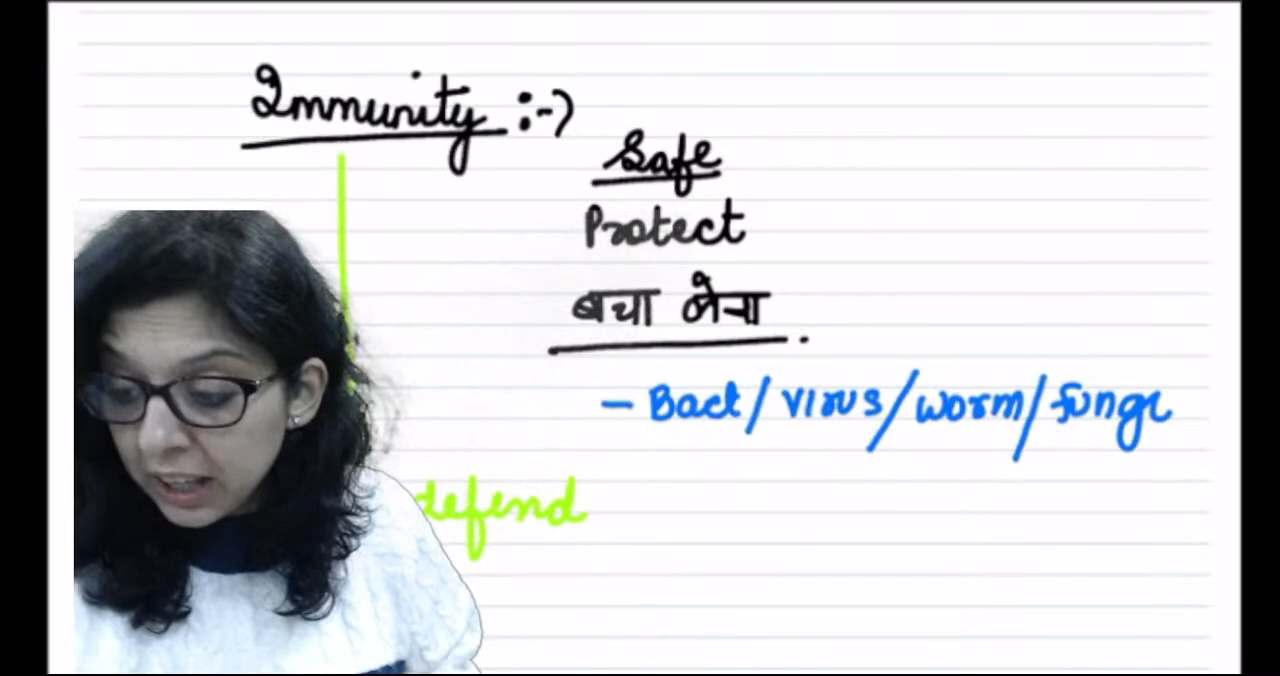 Immunity :-)
Safe
Protect
बचा लेना
- Bact/virus/worm/fungi
defend